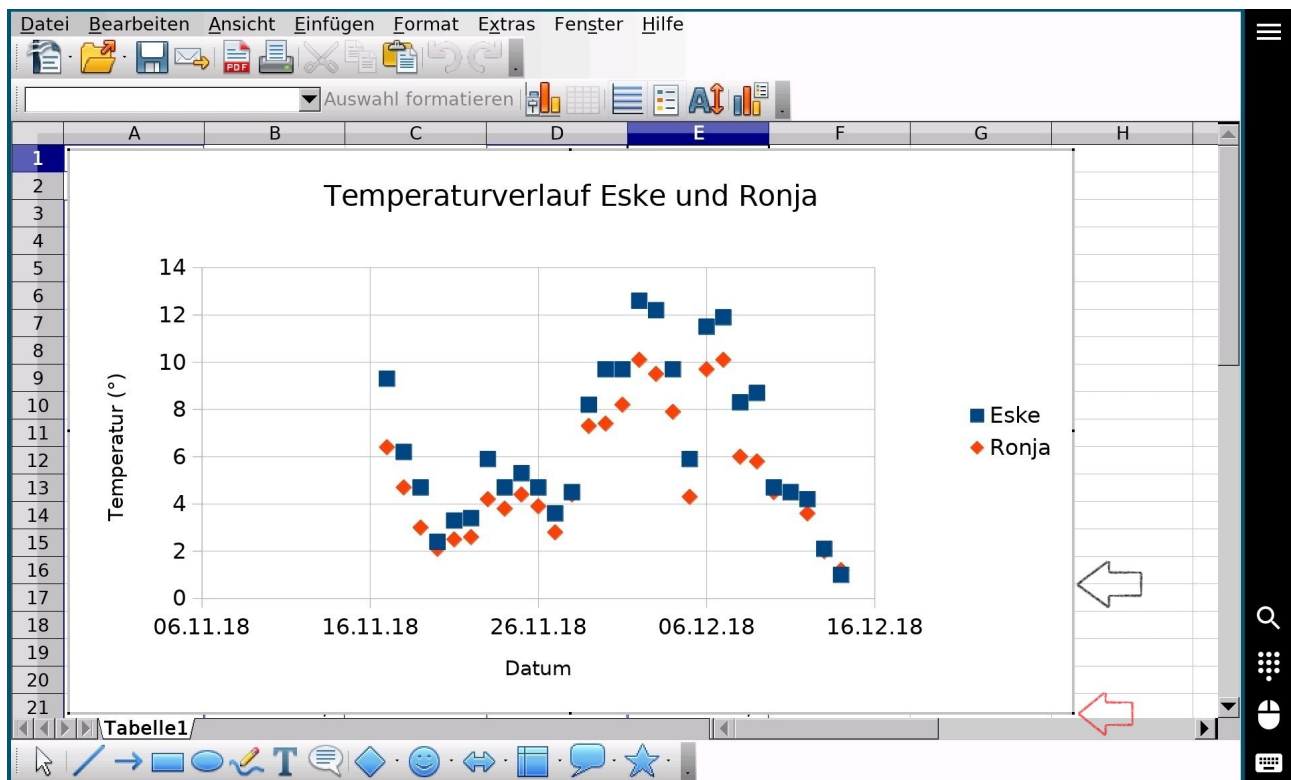 Datei Bearbeiten Ansicht Einfügen Format Extras Fenster Hilfe
PDF
Auswahl formatieren
A B C D E F G H
1
2
3
4
5
6
7
8
9
10
11
12
13
14
15
16
17
18
19
20
21
Temperaturverlauf Eske und Ronja
Temperatur (°)
14
12
10
8
6
4
2
0
06.11.18 16.11.18 26.11.18 06.12.18 16.12.18
Datum
Eske
Ronja
Tabelle1